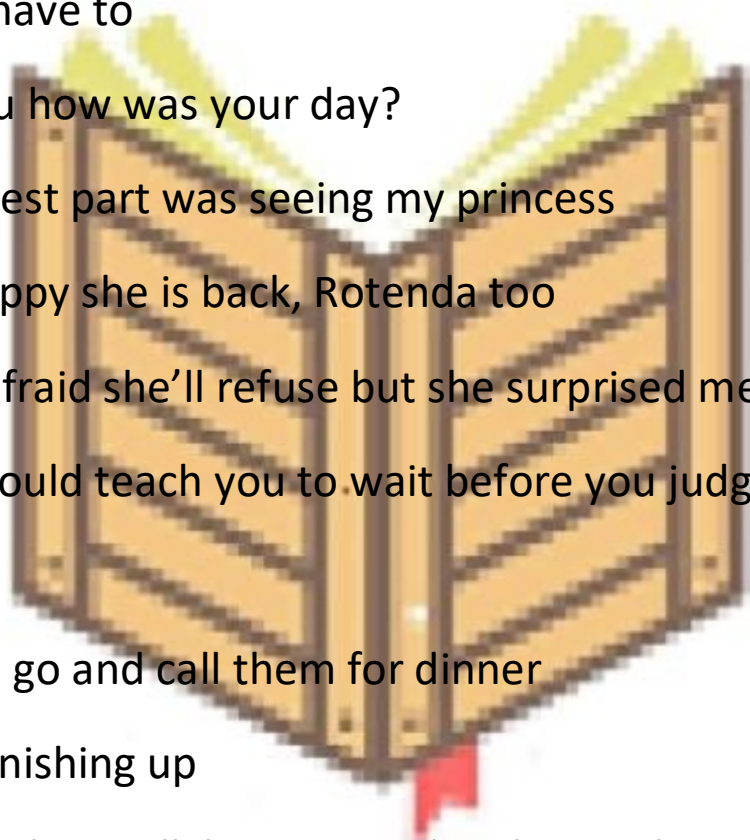 have to
u how was your day?
est part was seeing my princess
ppy she is back, Rotenda too
fraid she'll refuse but she surprised me
ould teach you to wait before you judg
go and call them for dinner
nishing up